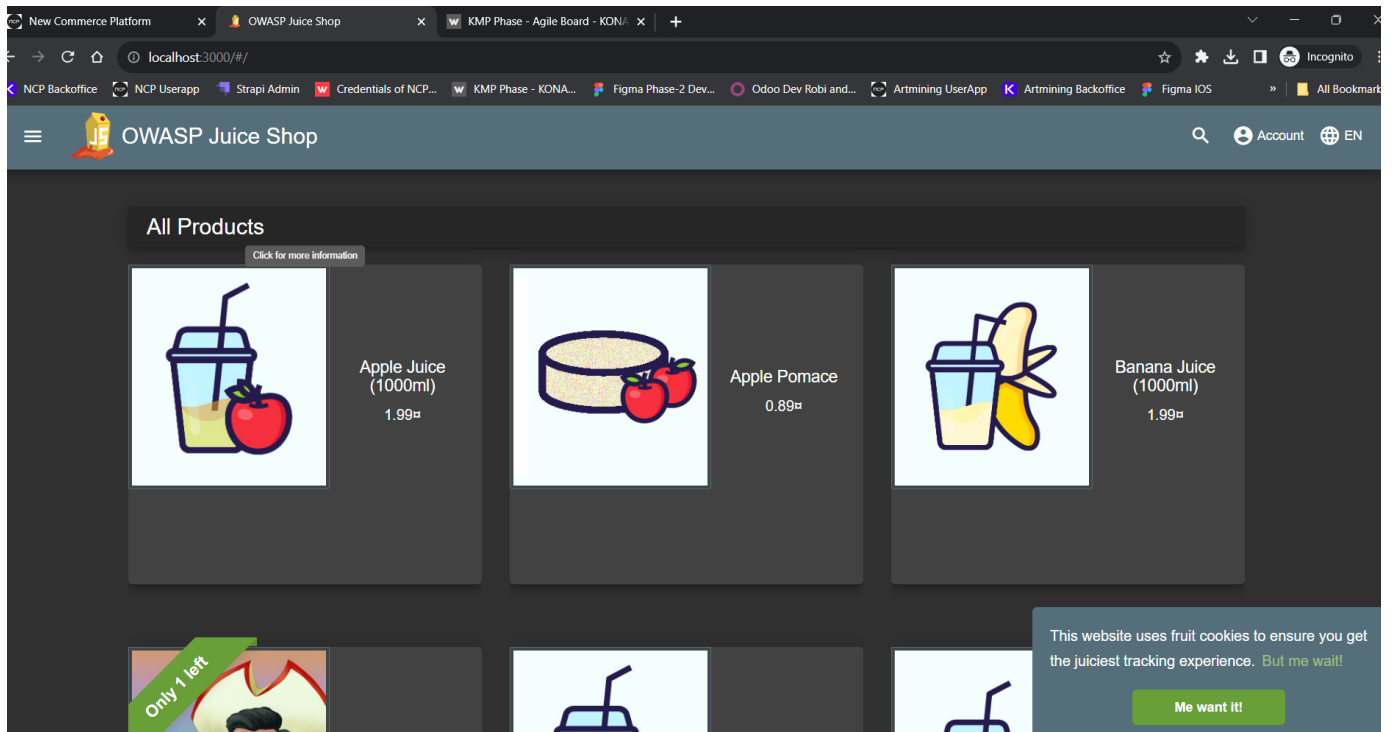 New Commerce Platform
OWASP Juice Shop
KMP Phase - Agile Board - KONA
localhost:3000/#/
Incognito
NCP Backoffice
NCP Userapp
Strapi Admin
Credentials of NCP...
KMP Phase - KONA...
Figma Phase-2 Dev...
Odoo Dev Robi and...
Artmining UserApp
Artmining Backoffice
Figma IOS
»
All Bookmark
OWASP Juice Shop
Account
EN
All Products
Click for more information
Apple Juice
(1000ml)
1.99¤
Apple Pomace
0.89¤
Banana Juice
(1000ml)
1.99¤
Only 1 left
This website uses fruit cookies to ensure you get
the juiciest tracking experience. But me wait!
Me want it!